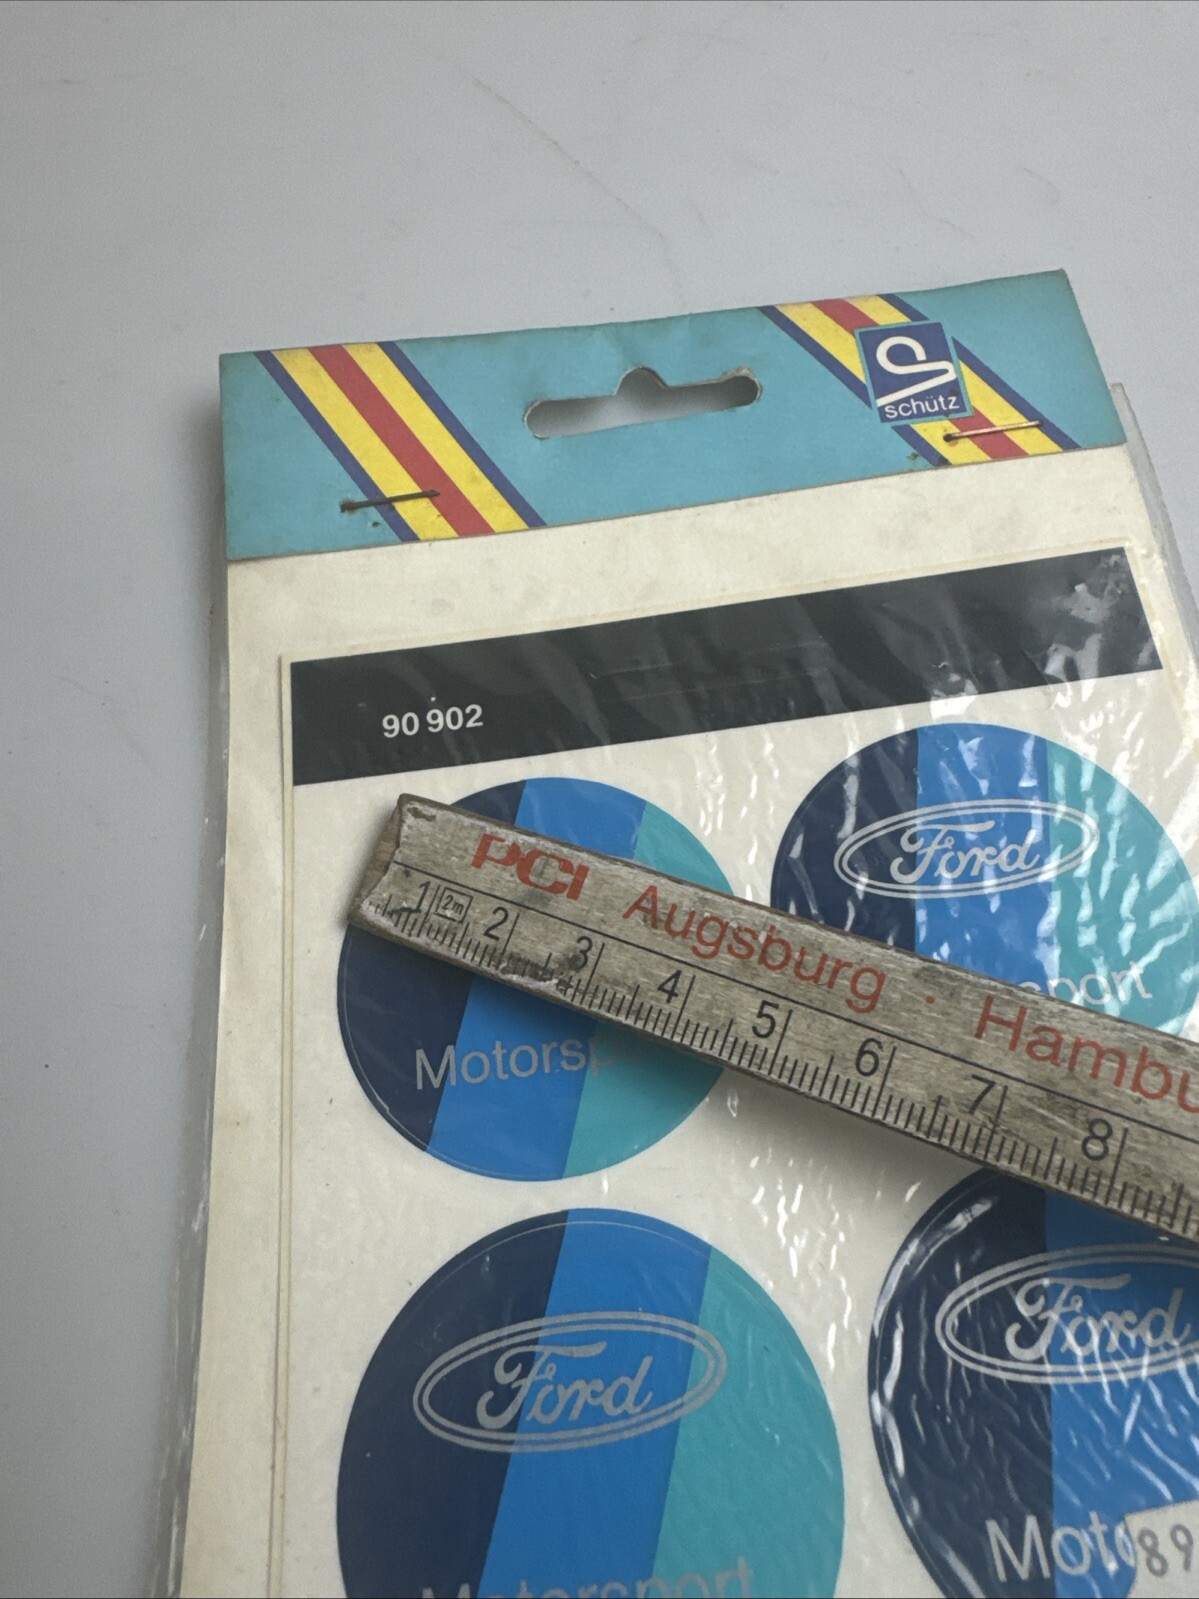 schütz
90 902
Ford
PCI Augsburg · Hambu
1 2m 2 3 4 5 6 7 8
Motorsp
sport
Ford
Ford
Motorsport
Moto
89